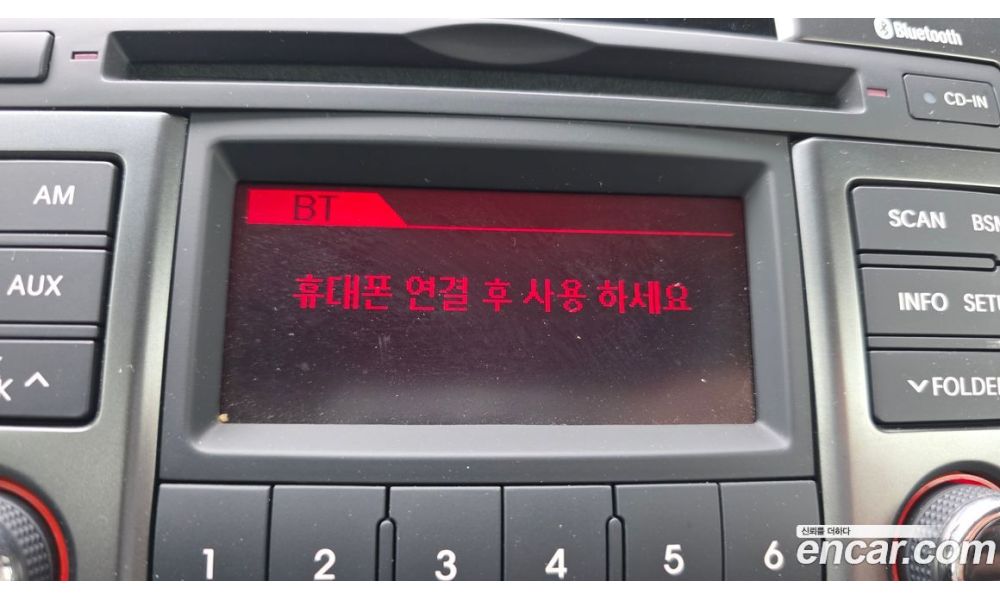 Bluetooth
CD-IN
AM
BT
SCAN
AUX
휴대폰 연결 후 사용 하세요
INFO
1
2
3
4
5
6
신뢰를 더하다
encar.com